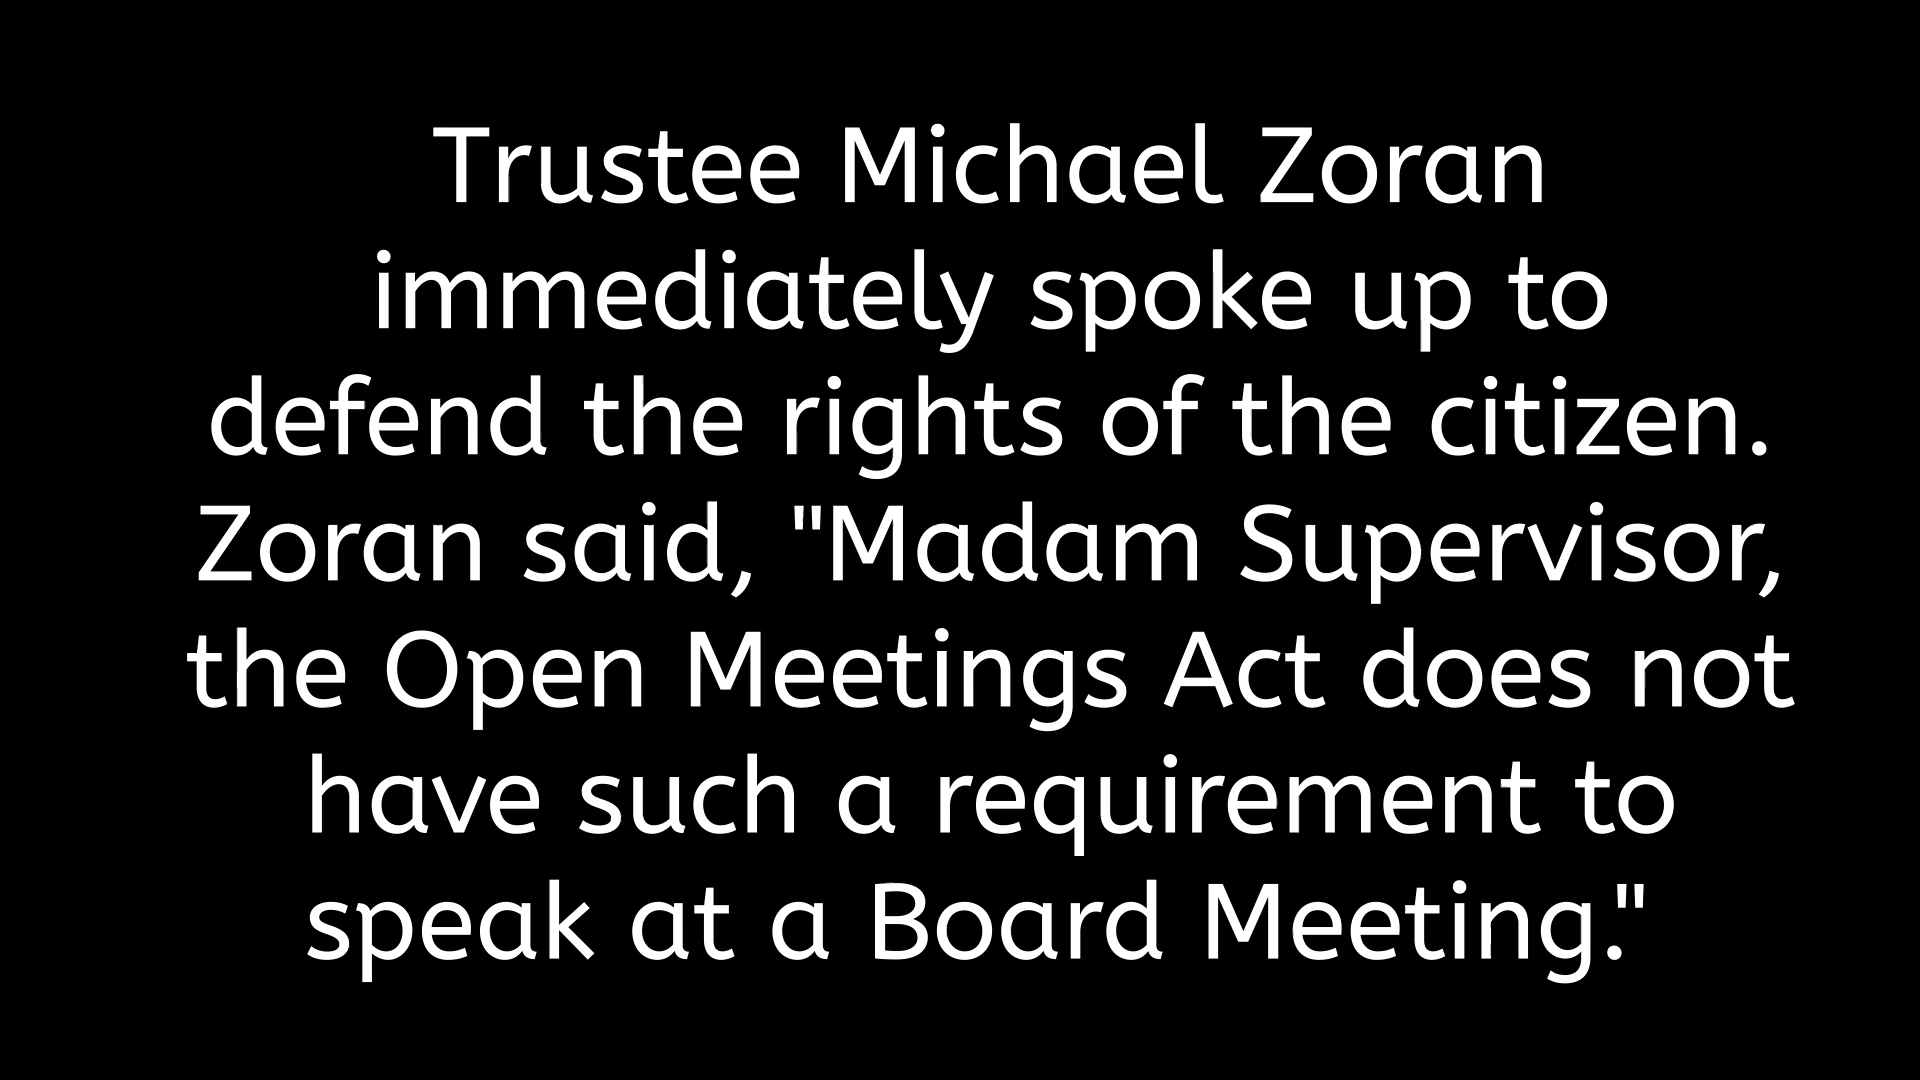 Trustee Michael Zoran
immediately spoke up to
defend the rights of the citizen.
Zoran said, "Madam Supervisor,
the Open Meetings Act does not
have such a requirement to
speak at a Board Meeting."